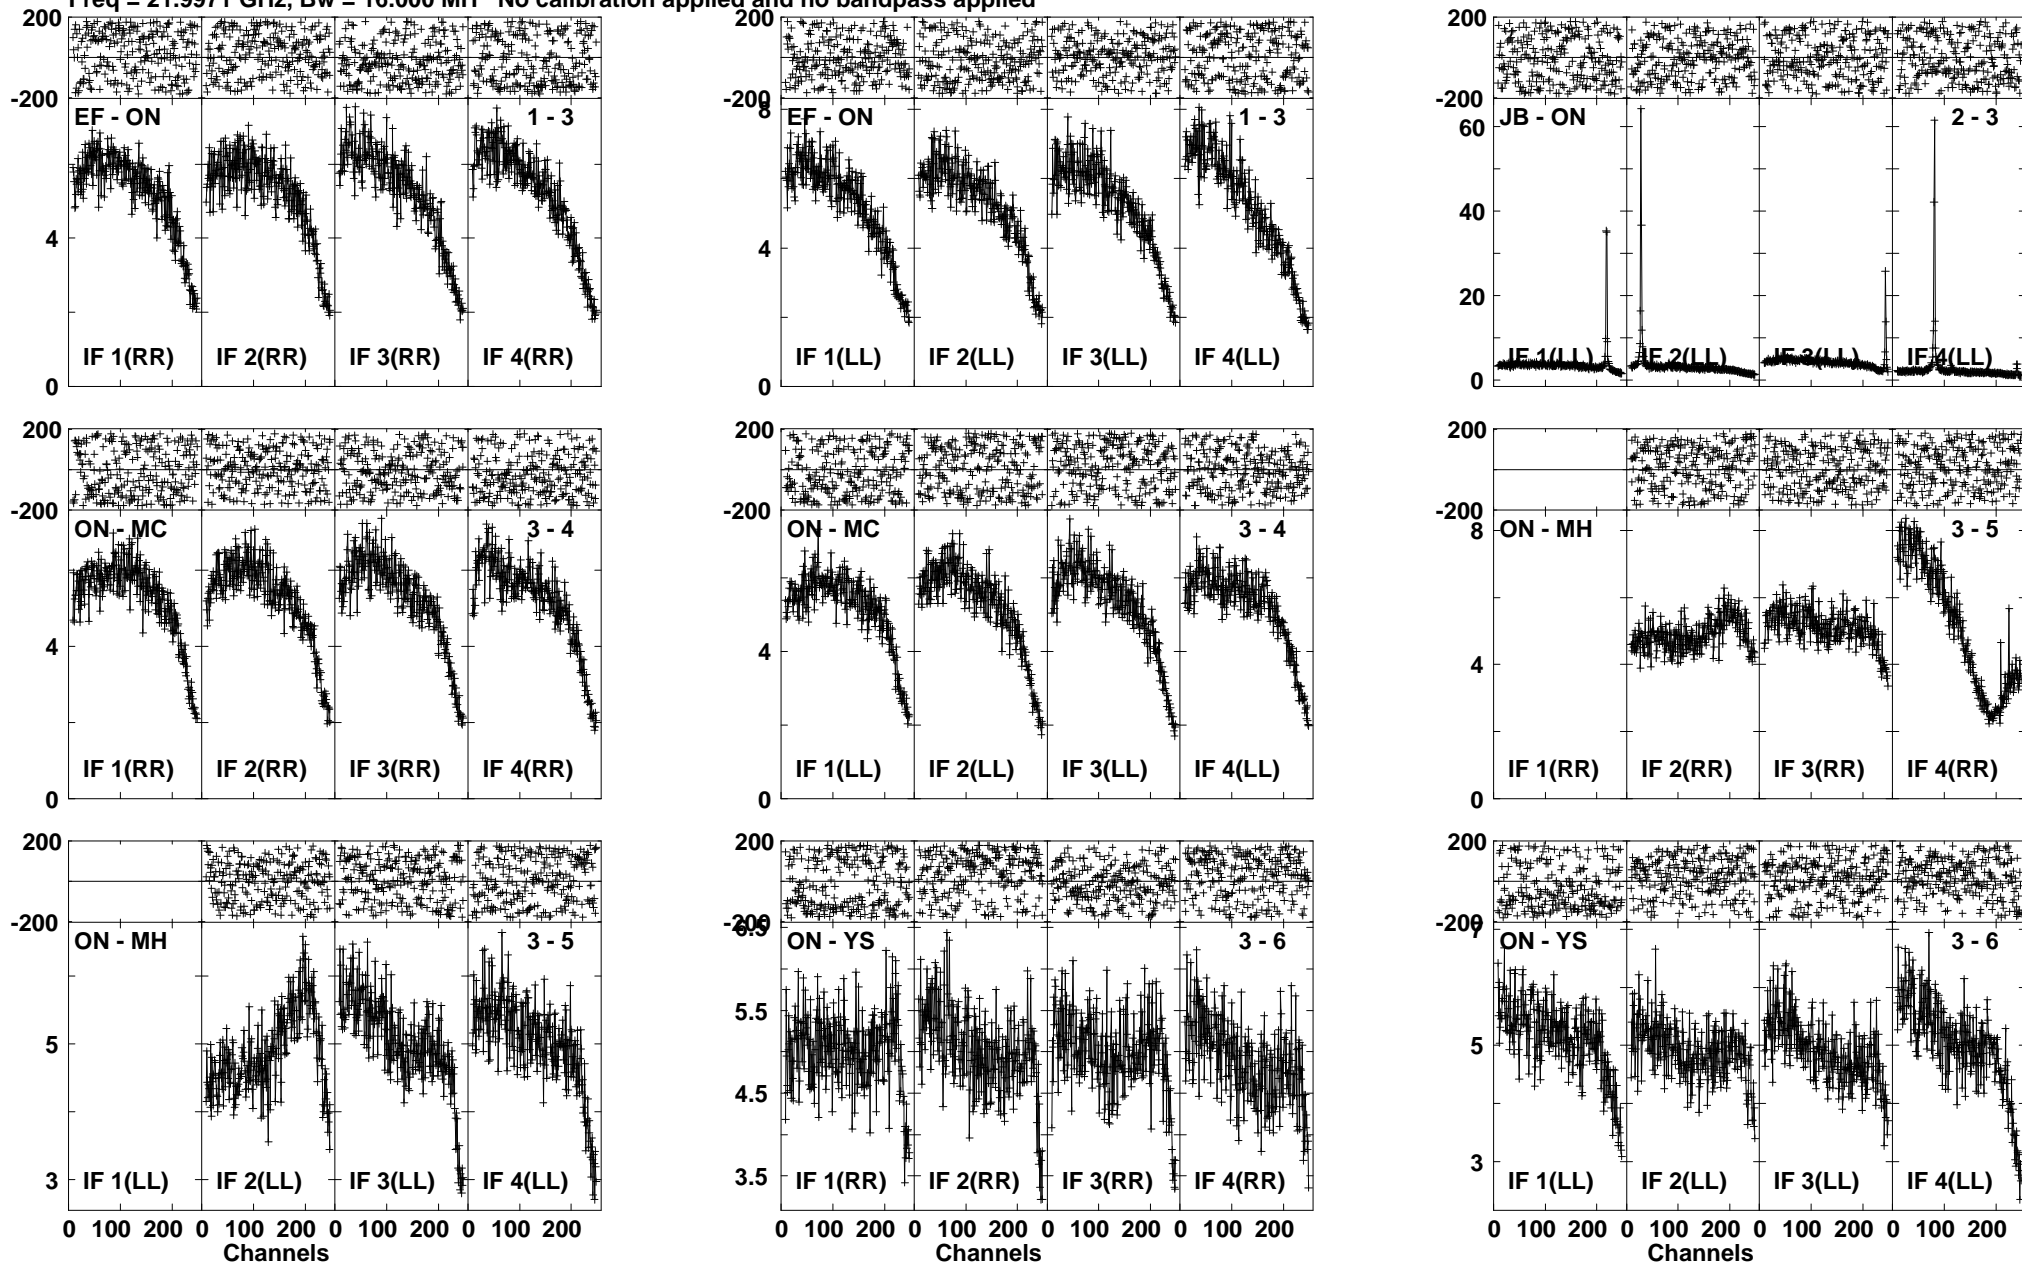 Freq = 21.9971 GHz, Bw = 16.000 MH No calibration applied and no bandpass applied
200 200 200
-200 -200 -200
EF - ON 1 - 3 8 EF - ON 1 - 3 60 JB - ON 2 - 3
40
4 4 20
IF 1(RR) IF 2(RR) IF 3(RR) IF 4(RR) IF 1(LL) IF 2(LL) IF 3(LL) IF 4(LL) IF 1(LL) IF 2(LL) IF 3(LL) IF 4(LL)
0 0 0
200 200 200
-200 -200 -200
ON - MC 3 - 4 ON - MC 3 - 4 8 ON - MH 3 - 5
4 4 4
IF 1(RR) IF 2(RR) IF 3(RR) IF 4(RR) IF 1(LL) IF 2(LL) IF 3(LL) IF 4(LL) IF 1(RR) IF 2(RR) IF 3(RR) IF 4(RR)
0 0 0
200 200 200
-200 -200 -200
ON - MH 3 - 5 6.5 ON - YS 3 - 6 7 ON - YS 3 - 6
5 5.5 5
4.5
3 3.5 3
IF 1(LL) IF 2(LL) IF 3(LL) IF 4(LL) IF 1(RR) IF 2(RR) IF 3(RR) IF 4(RR) IF 1(LL) IF 2(LL) IF 3(LL) IF 4(LL)
0 100 200 0 100 200 0 100 200 0 100 200 0 100 200 0 100 200 0 100 200 0 100 200 0 100 200 0 100 200 0 100 200 0 100 200
Channels Channels Channels